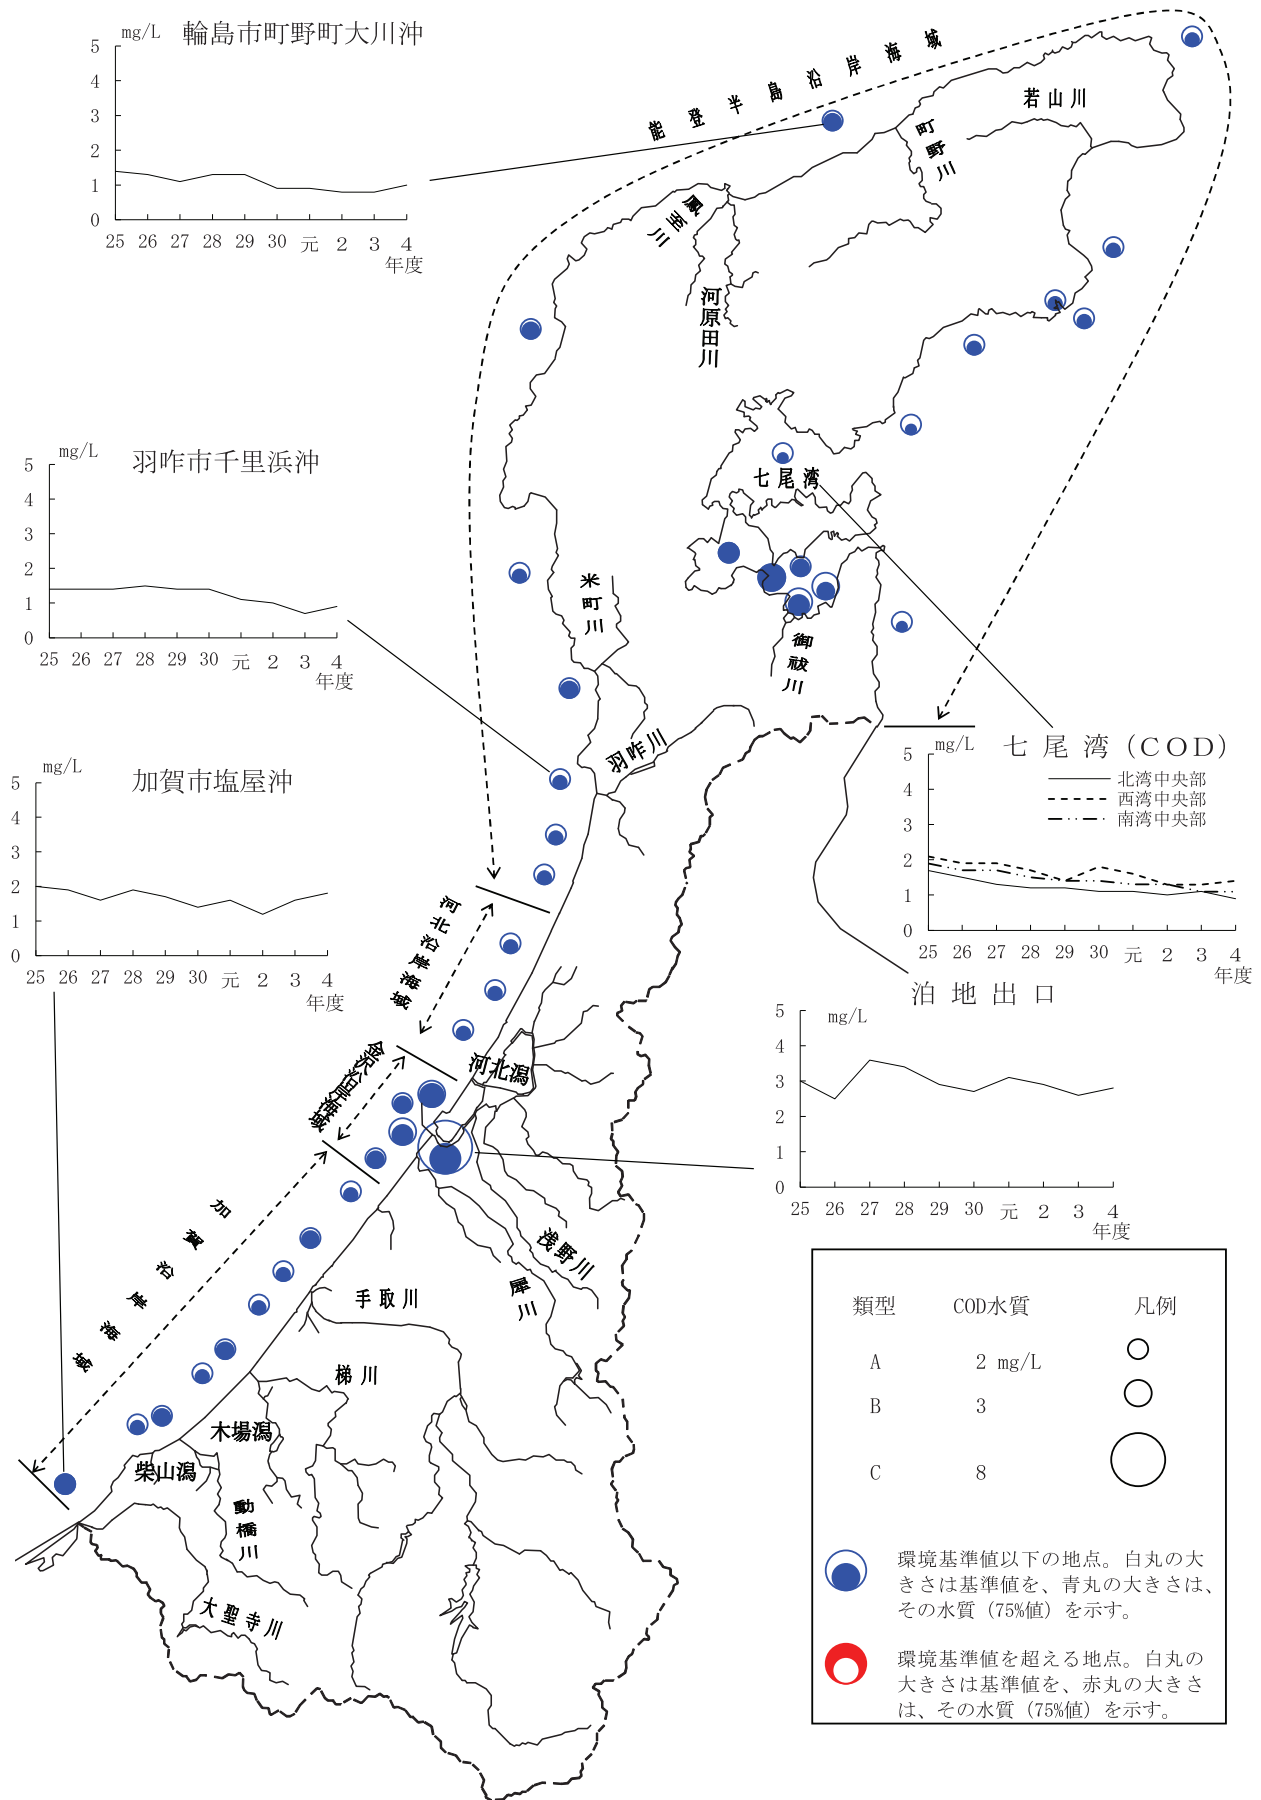 mg/L 輪島市町野町大川沖
5
4
3
2
1
0
25 26 27 28 29 30 元 2 3 4
年度
能登半島沿岸海域
若山川
町野川
鳳至川
河原田川
mg/L 羽咋市千里浜沖
5
4
3
2
1
0
25 26 27 28 29 30 元 2 3 4
年度
七尾湾
米町川
御祓川
羽咋川
mg/L 加賀市塩屋沖
5
4
3
2
1
0
25 26 27 28 29 30 元 2 3 4
年度
mg/L 七尾湾(COD)
北湾中央部
西湾中央部
南湾中央部
5
4
3
2
1
0
25 26 27 28 29 30 元 2 3 4
年度
河北沿岸海域
泊地出口
mg/L
5
4
3
2
1
0
25 26 27 28 29 30 元 2 3 4
年度
金沢沿岸海域
河北潟
加賀沿岸海域
浅野川
犀川
手取川
梯川
木場潟
柴山潟
動橋川
大聖寺川
類型 COD水質 凡例
A 2 mg/L
B 3
C 8
環境基準値以下の地点。白丸の大
きさは基準値を、青丸の大きさは、
その水質(75%値)を示す。
環境基準値を超える地点。白丸の
大きさは基準値を、赤丸の大きさ
は、その水質(75%値)を示す。